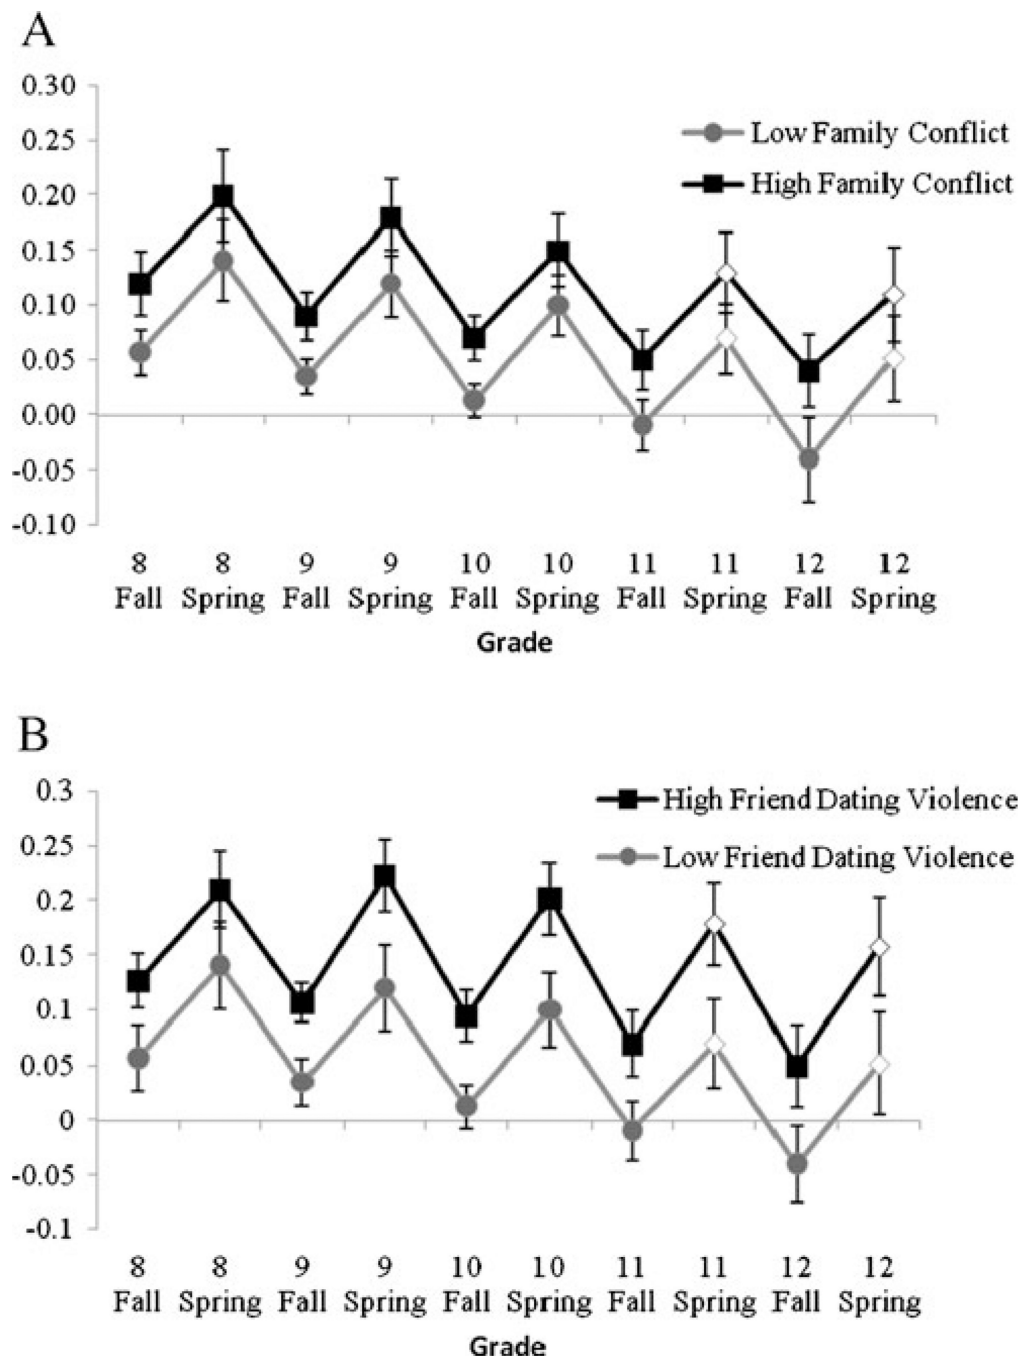 A
0.30
0.25
0.20
0.15
0.10
0.05
0.00
-0.05
-0.10
Low Family Conflict
High Family Conflict
8 8 9 9 10 10 11 11 12 12
Fall Spring Fall Spring Fall Spring Fall Spring Fall Spring
Grade
B
0.3
0.25
0.2
0.15
0.1
0.05
0
-0.05
-0.1
High Friend Dating Violence
Low Friend Dating Violence
8 8 9 9 10 10 11 11 12 12
Fall Spring Fall Spring Fall Spring Fall Spring Fall Spring
Grade